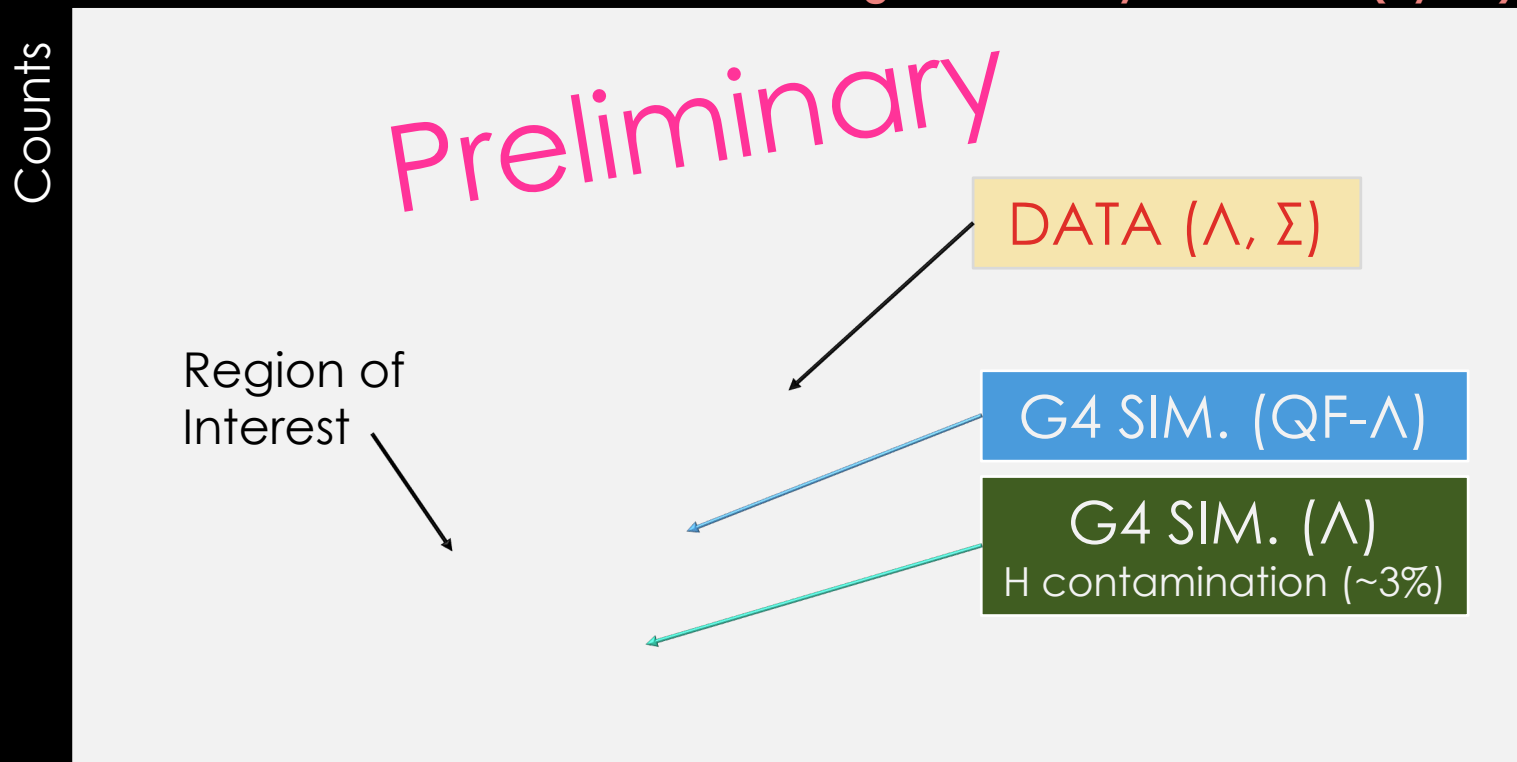 Counts
Preliminary
DATA (Λ, Σ)
Region of
Interest
G4 SIM. (QF-Λ)
G4 SIM. (Λ)
H contamination (~3%)